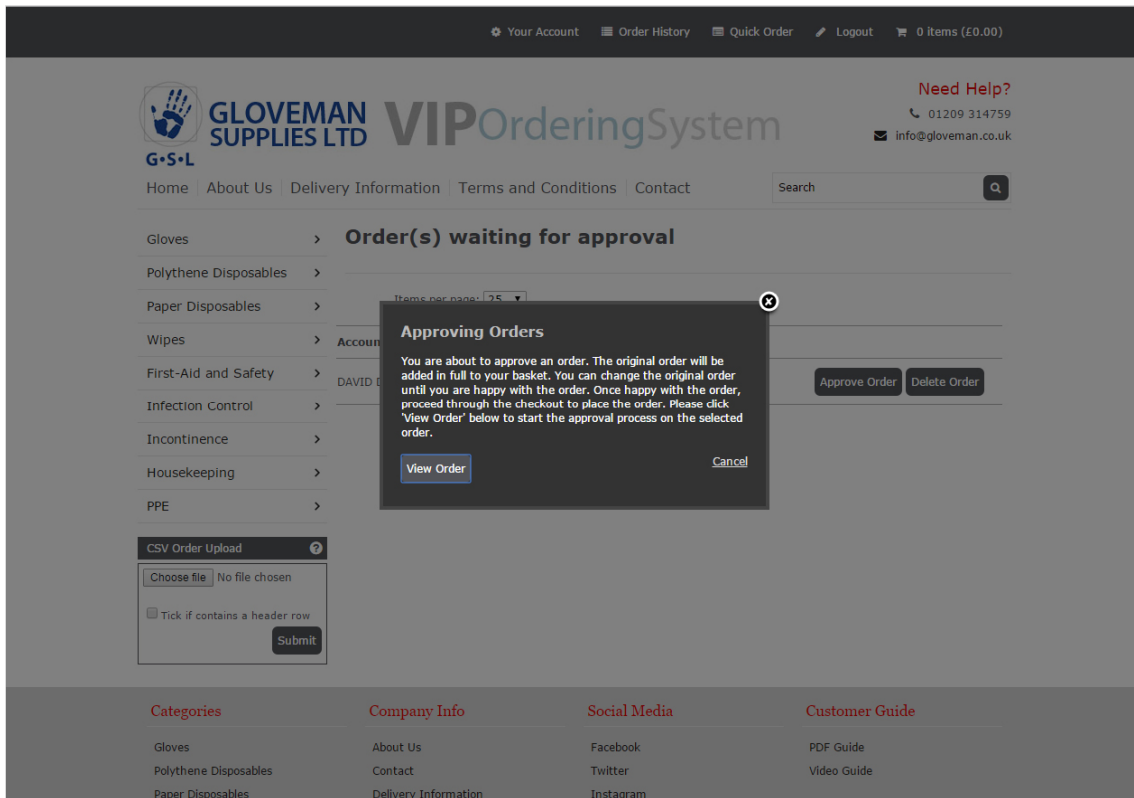 Your Account Order History Quick Order Logout 0 items (£0.00)
Need Help?
01209 314759
info@gloveman.co.uk
GLOVEMAN
SUPPLIES LTD
G•S•L
VIPOrderingSystem
Home About Us Delivery Information Terms and Conditions Contact
Search
Gloves
Polythene Disposables
Paper Disposables
Wipes
First-Aid and Safety
Infection Control
Incontinence
Housekeeping
PPE
CSV Order Upload
Choose file No file chosen
Tick if contains a header row
Submit
Order(s) waiting for approval
Items per page: 25
Accoun
DAVID D
Approve Order Delete Order
Approving Orders
You are about to approve an order. The original order will be
added in full to your basket. You can change the original order
until you are happy with the order. Once happy with the order,
proceed through the checkout to place the order. Please click
'View Order' below to start the approval process on the selected
order.
View Order
Cancel
Categories
Gloves
Polythene Disposables
Paper Disposables
Company Info
About Us
Contact
Delivery Information
Social Media
Facebook
Twitter
Instagram
Customer Guide
PDF Guide
Video Guide